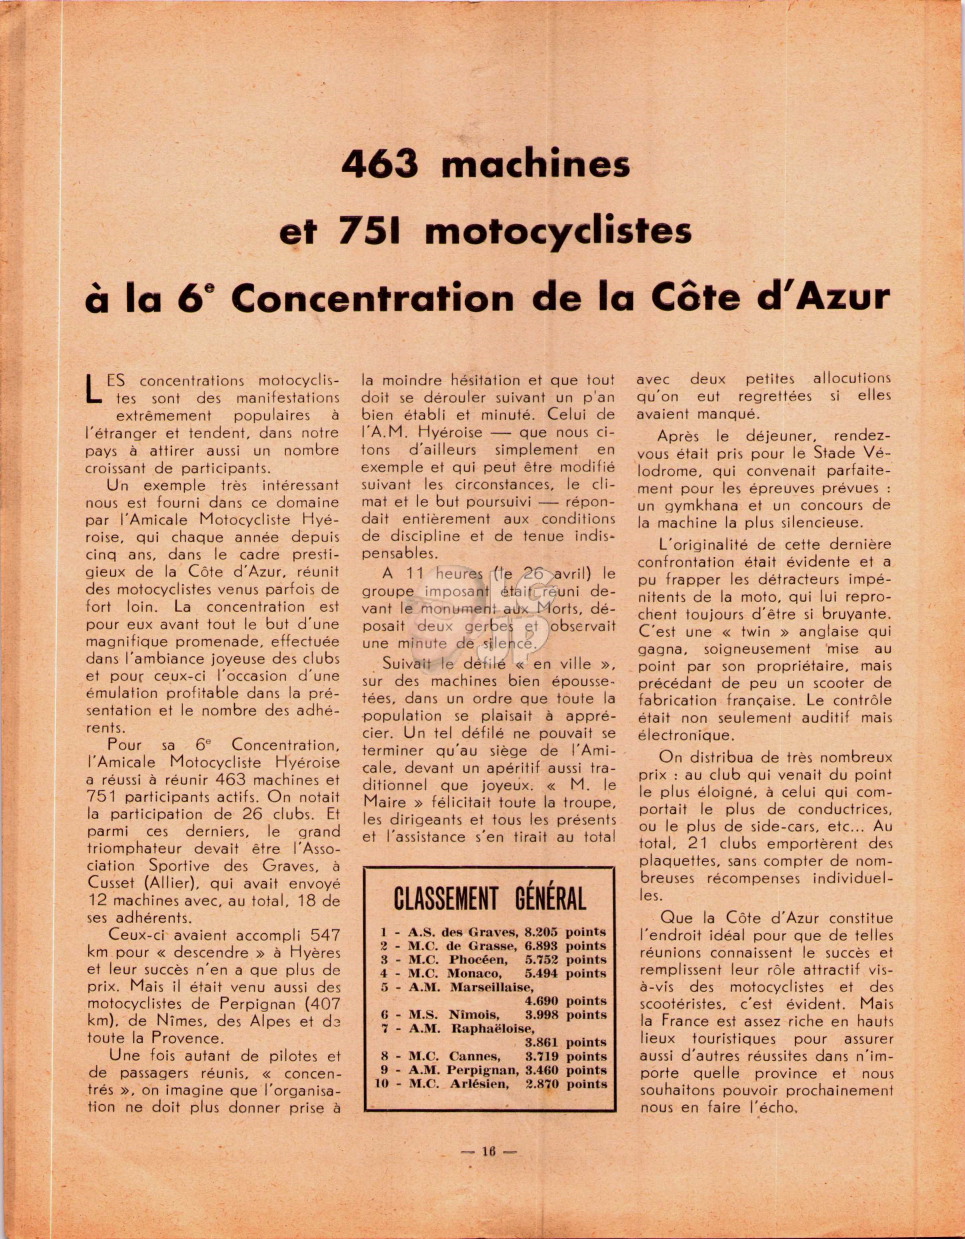 463 machines
et 751 motocyclistes
à la 6e Concentration de la Côte d'Azur
LES concentrations motocyclis-
tes sont des manifestations
extrêmement populaires à
l'étranger et tendent, dans notre
pays à attirer aussi un nombre
croissant de participants.
Un exemple très intéressant
nous est fourni dans ce domaine
par l'Amicale Motocycliste Hyé-
roise, qui chaque année depuis
cinq ans, dans le cadre presti-
gieux de la Côte d'Azur, réunit
des motocyclistes venus parfois de
fort loin. La concentration est
pour eux avant tout le but d'une
magnifique promenade, effectuée
dans l'ambiance joyeuse des clubs
et pour ceux-ci l'occasion d'une
émulation profitable dans la pré-
sentation et le nombre des adhé-
rents.
Pour sa 6e Concentration,
l'Amicale Motocycliste Hyéroise
a réussi à réunir 463 machines et
751 participants actifs. On notait
la participation de 26 clubs. Et
parmi ces derniers, le grand
triomphateur devait être l'Asso-
ciation Sportive des Graves, à
Cusset (Allier), qui avait envoyé
12 machines avec, au total, 18 de
ses adhérents.
Ceux-ci avaient accompli 547
km pour « descendre » à Hyères
et leur succès n'en a que plus de
prix. Mais il était venu aussi des
motocyclistes de Perpignan (407
km), de Nîmes, des Alpes et de
toute la Provence.
Une fois autant de pilotes et
de passagers réunis, « concen-
trés », on imagine que l'organisa-
tion ne doit plus donner prise à
la moindre hésitation et que tout
doit se dérouler suivant un p'an
bien établi et minuté. Celui de
l'A.M. Hyéroise — que nous ci-
tons d'ailleurs simplement en
exemple et qui peut être modifié
suivant les circonstances, le cli-
mat et le but poursuivi — répon-
dait entièrement aux conditions
de discipline et de tenue indis-
pensables.
A 11 heures (le 26 avril) le
groupe imposant était réuni de-
vant le monument aux Morts, dé-
posait deux gerbes et observait
une minute de silence.
Suivait le défilé « en ville »,
sur des machines bien épousse-
tées, dans un ordre que toute la
population se plaisait à appré-
cier. Un tel défilé ne pouvait se
terminer qu'au siège de l'Ami-
cale, devant un apéritif aussi tra-
ditionnel que joyeux. « M. le
Maire » félicitait toute la troupe,
les dirigeants et tous les présents
et l'assistance s'en tirait au total
CLASSEMENT GÉNÉRAL
1 - A.S. des Graves, 8.205 points
2 - M.C. de Grasse, 6.893 points
3 - M.C. Phocéen, 5.752 points
4 - M.C. Monaco, 5.494 points
5 - A.M. Marseillaise,
4.690 points
6 - M.S. Nîmois, 3.998 points
7 - A.M. Raphaëloise,
3.861 points
8 - M.C. Cannes, 3.719 points
9 - A.M. Perpignan, 3.460 points
10 - M.C. Arlésien, 2.870 points
avec deux petites allocutions
qu'on eut regrettées si elles
avaient manqué.
Après le déjeuner, rendez-
vous était pris pour le Stade Vé-
lodrome, qui convenait parfaite-
ment pour les épreuves prévues :
un gymkhana et un concours de
la machine la plus silencieuse.
L'originalité de cette dernière
confrontation était évidente et a
pu frapper les détracteurs impé-
nitents de la moto, qui lui repro-
chent toujours d'être si bruyante.
C'est une « twin » anglaise qui
gagna, soigneusement mise au
point par son propriétaire, mais
précédant de peu un scooter de
fabrication française. Le contrôle
était non seulement auditif mais
électronique.
On distribua de très nombreux
prix : au club qui venait du point
le plus éloigné, à celui qui com-
portait le plus de conductrices,
ou le plus de side-cars, etc... Au
total, 21 clubs emportèrent des
plaquettes, sans compter de nom-
breuses récompenses individuel-
les.
Que la Côte d'Azur constitue
l'endroit idéal pour que de telles
réunions connaissent le succès et
remplissent leur rôle attractif vis-
à-vis des motocyclistes et des
scootéristes, c'est évident. Mais
la France est assez riche en hauts
lieux touristiques pour assurer
aussi d'autres réussites dans n'im-
porte quelle province et nous
souhaitons pouvoir prochainement
nous en faire l'écho.
— 16 —